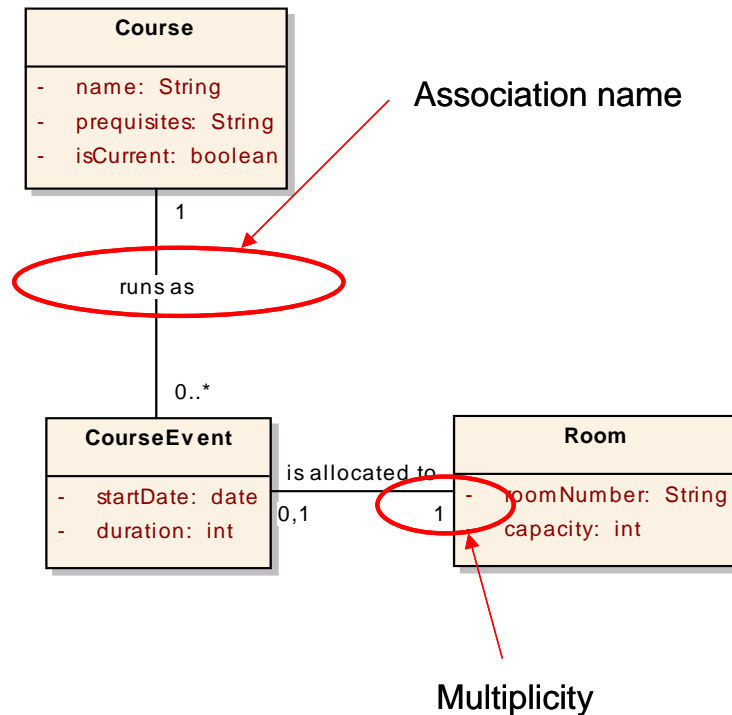 Course
- name: String
- prequisites: String
- isCurrent: boolean
Association name
1
runs as
0..*
CourseEvent
- startDate: date
- duration: int
is allocated to
0,1
1
Room
- roomNumber: String
- capacity: int
Multiplicity